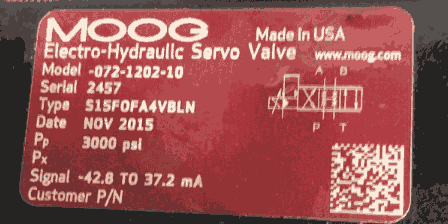 MOOG
Made In USA
Electro-Hydraulic Servo Valve www.moog.com
Model -072-1202-10
Serial 2457
Type S15FOFA4VBLN
Date NOV 2015
Pp 3000 psi
Px
Signal -42.8 TO 37.2 mA
Customer P/N
A B
P T